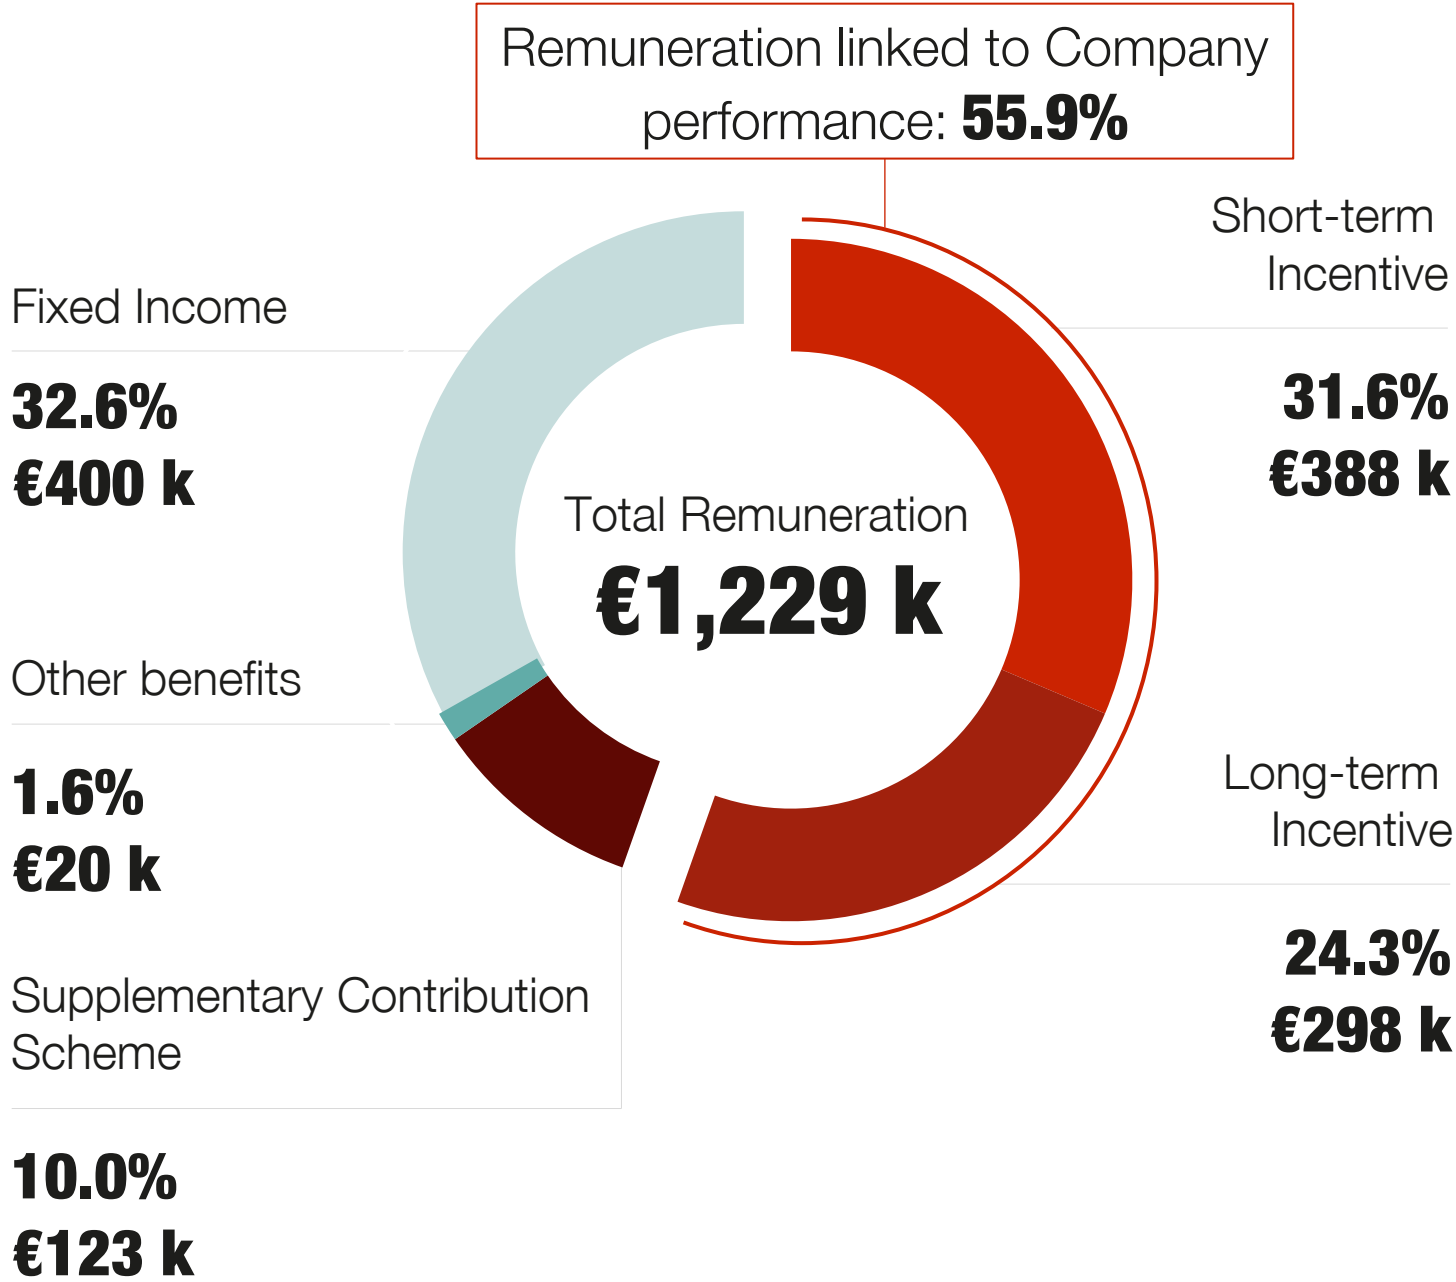 Remuneration linked to Company
performance: 55.9%
Short-term
Incentive
31.6%
€388 k
Fixed Income
32.6%
€400 k
Total Remuneration
€1,229 k
Other benefits
1.6%
€20 k
Long-term
Incentive
24.3%
€298 k
Supplementary Contribution
Scheme
10.0%
€123 k